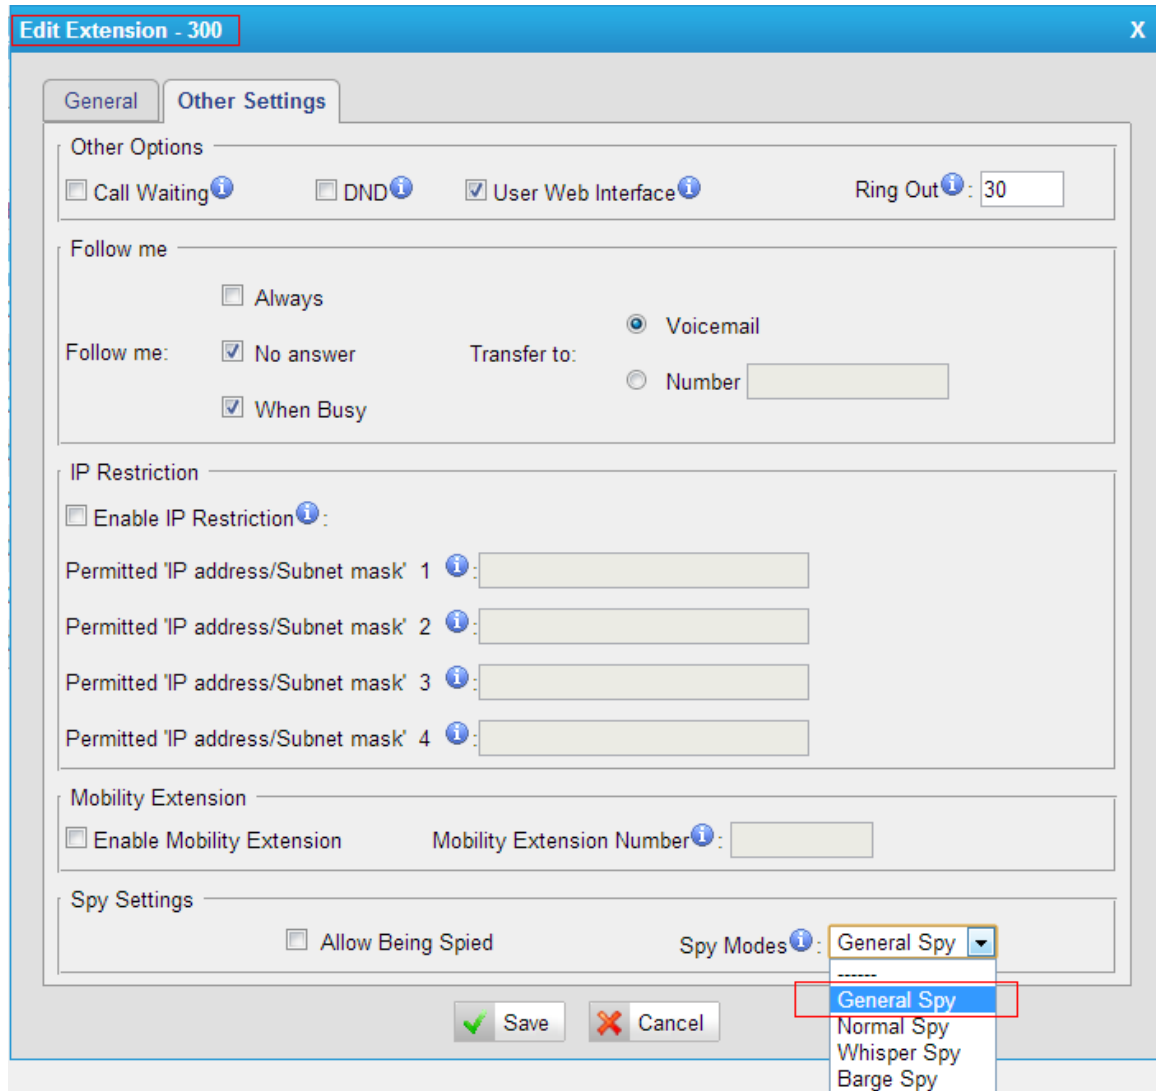 Edit Extension - 300 X
General Other Settings
Other Options
Call Waiting DND User Web Interface Ring Out : 30
Follow me
Always
Voicemail
Follow me: No answer Transfer to:
Number
When Busy
IP Restriction
Enable IP Restriction :
Permitted 'IP address/Subnet mask' 1 :
Permitted 'IP address/Subnet mask' 2 :
Permitted 'IP address/Subnet mask' 3 :
Permitted 'IP address/Subnet mask' 4 :
Mobility Extension
Enable Mobility Extension Mobility Extension Number :
Spy Settings
Allow Being Spied Spy Modes : General Spy
------
General Spy
Save Cancel
Normal Spy
Whisper Spy
Barge Spy